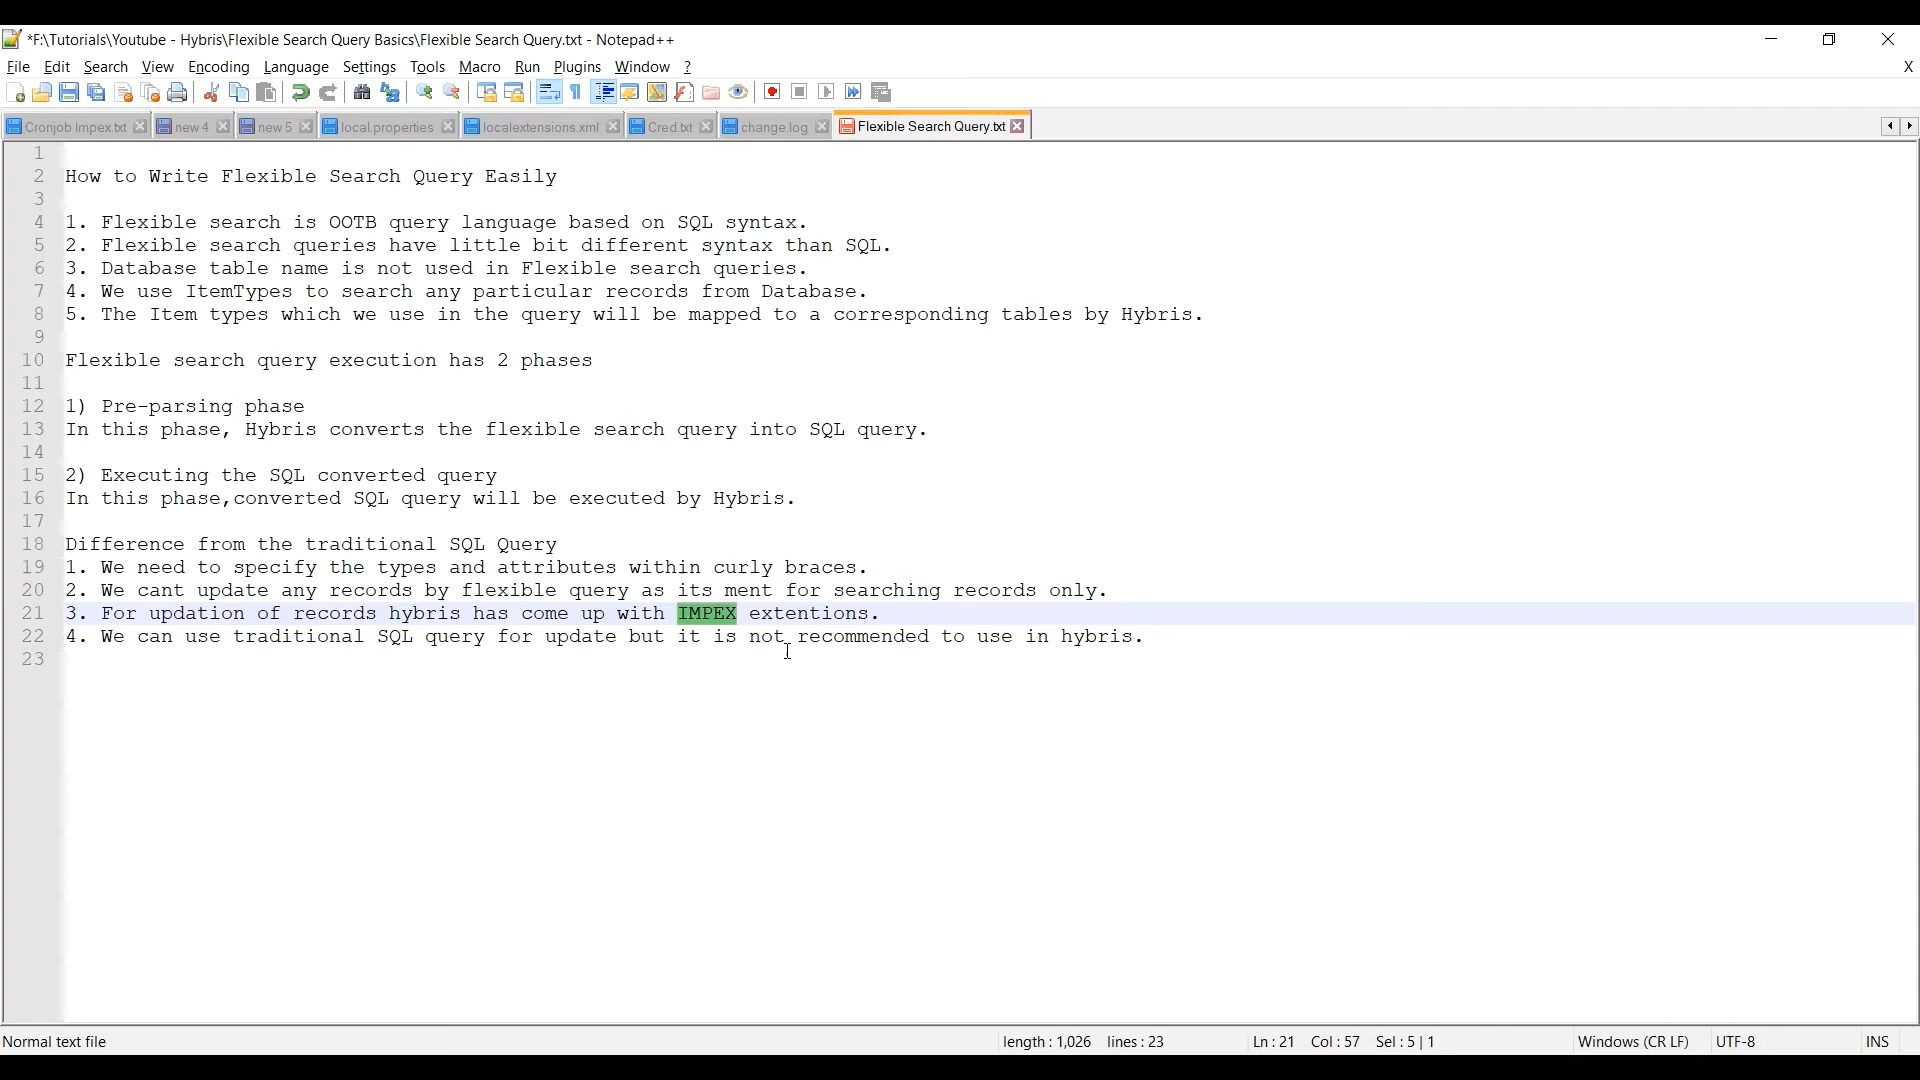 *F:\Tutorials\Youtube - Hybris\Flexible Search Query Basics\Flexible Search Query.txt - Notepad++
File Edit Search View Encoding Language Settings Tools Macro Run Plugins Window ? X
Cronjob Impex.txt new 4 new 5 local.properties localextensions.xml Cred.txt change.log Flexible Search Query.txt
1
2 How to Write Flexible Search Query Easily
3
4 1. Flexible search is OOTB query language based on SQL syntax.
5 2. Flexible search queries have little bit different syntax than SQL.
6 3. Database table name is not used in Flexible search queries.
7 4. We use ItemTypes to search any particular records from Database.
8 5. The Item types which we use in the query will be mapped to a corresponding tables by Hybris.
9
10 Flexible search query execution has 2 phases
11
12 1) Pre-parsing phase
13 In this phase, Hybris converts the flexible search query into SQL query.
14
15 2) Executing the SQL converted query
16 In this phase,converted SQL query will be executed by Hybris.
17
18 Difference from the traditional SQL Query
19 1. We need to specify the types and attributes within curly braces.
20 2. We cant update any records by flexible query as its ment for searching records only.
21 3. For updation of records hybris has come up with IMPEX extentions.
22 4. We can use traditional SQL query for update but it is not recommended to use in hybris.
23
Normal text file length : 1,026 lines : 23 Ln : 21 Col : 57 Sel : 5 | 1 Windows (CR LF) UTF-8 INS